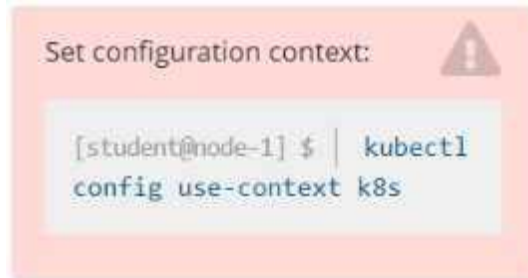 Set configuration context:
[student@node-1] $ | kubectl
config use-context k8s